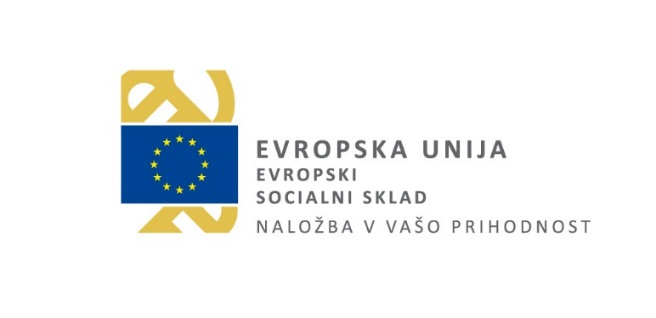 EVROPSKA UNIJA
EVROPSKI
SOCIALNI SKLAD
NALOŽBA V VAŠO PRIHODNOST